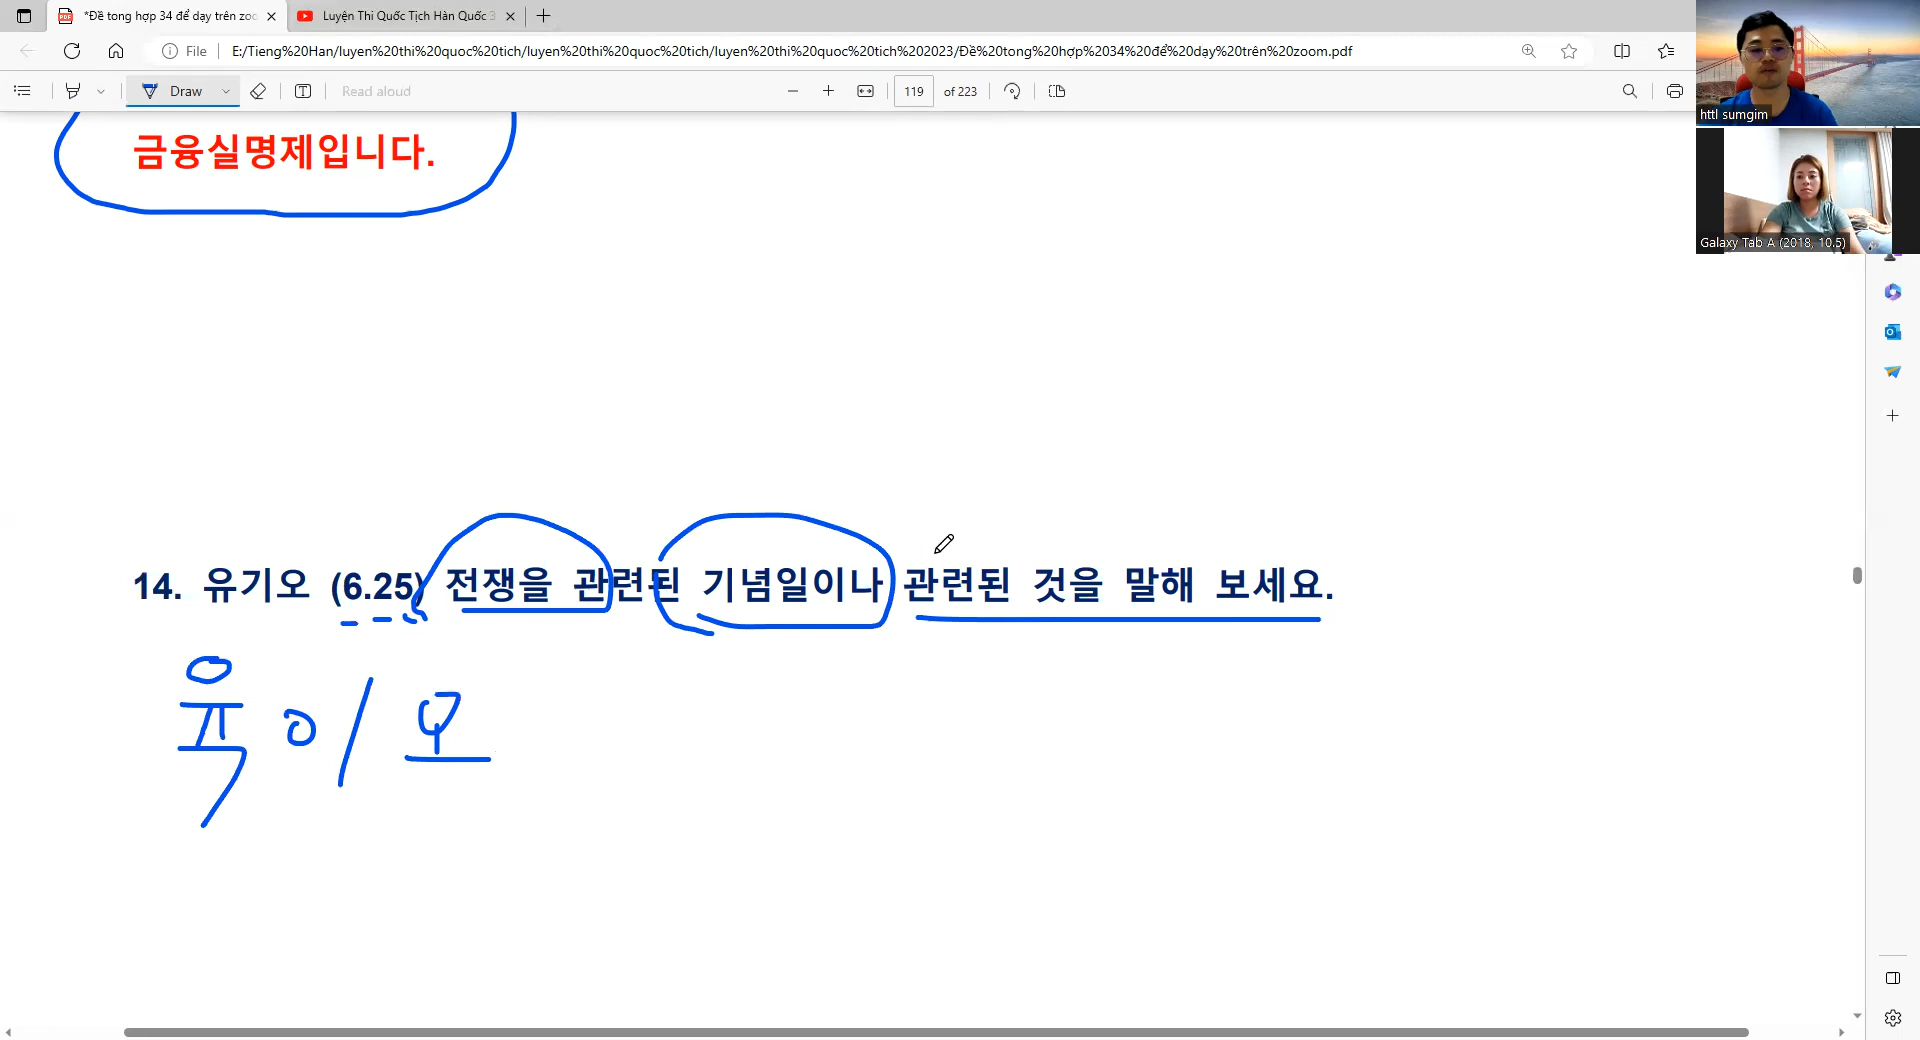 *Đề tong hợp 34 để dạy trên zoo
Luyện Thi Quốc Tịch Hàn Quốc 3
File
E:/Tieng%20Han/luyen%20thi%20quoc%20tich/luyen%20thi%20quoc%20tich/luyen%20thi%20quoc%20tich%202023/Đề%20tong%20hợp%2034%20để%20dạy%20trên%20zoom.pdf
Draw
Read aloud
119
of 223
httl sumgim
Galaxy Tab A (2018, 10.5)
금융실명제입니다.
14. 유기오 (6.25) 전쟁을 관련된 기념일이나 관련된 것을 말해 보세요.
육 이 오